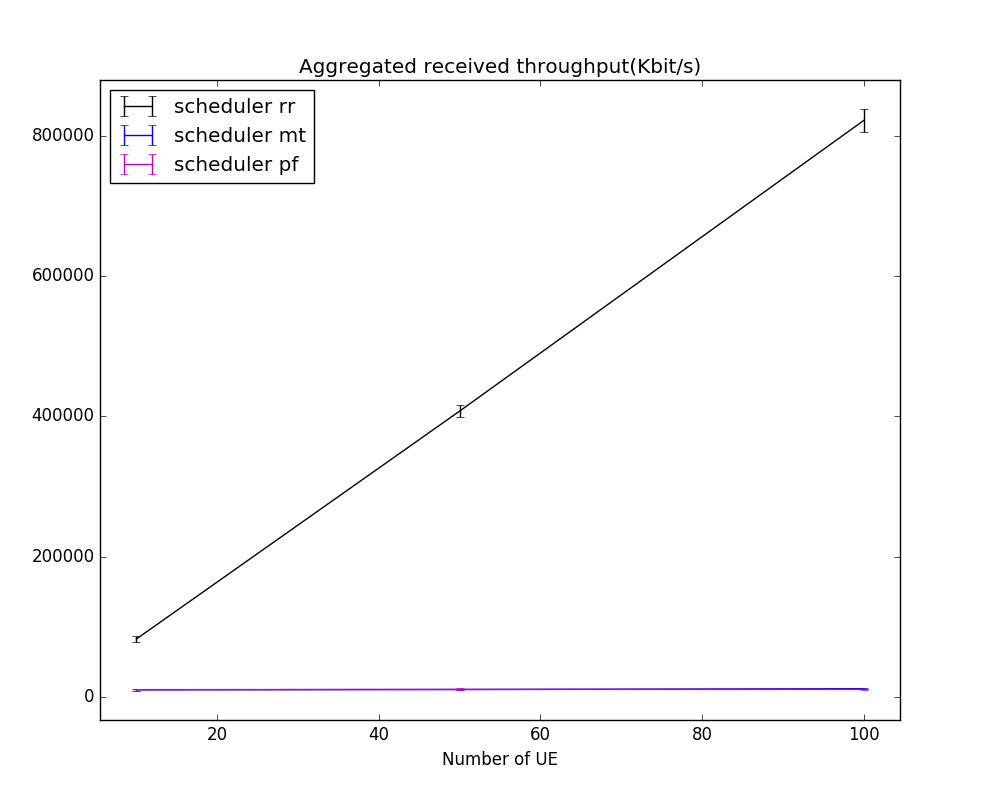 Aggregated received throughput(Kbit/s)
scheduler rr
scheduler mt
scheduler pf
800000
600000
400000
200000
0
20 40 60 80 100
Number of UE